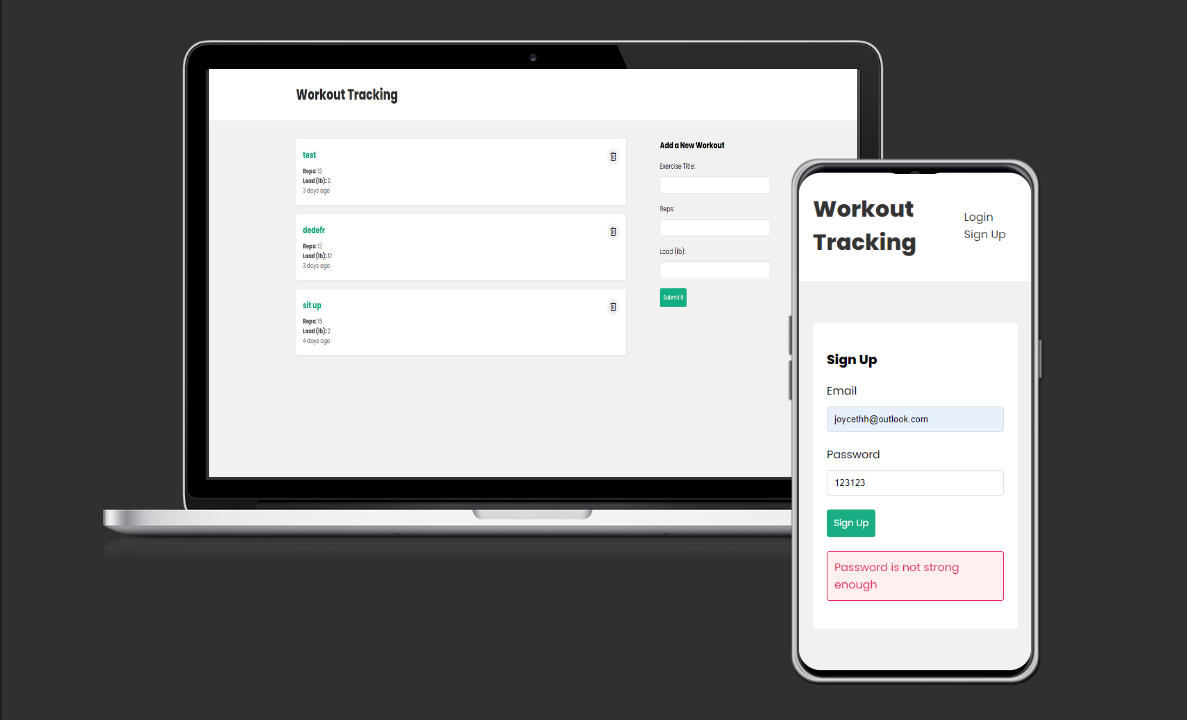 Workout Tracking
test
Reps: 12
Load (lb): 0
3 days ago
dedefr
Reps: 12
Load (lb): 12
3 days ago
sit up
Reps: 15
Load (lb): 2
4 days ago
Add a New Workout
Exercise Title:
Reps:
Load (lb):
Submit it
Workout
Tracking
Login
Sign Up
Sign Up
Email
joycethh@outlook.com
Password
123123
Sign Up
Password is not strong
enough